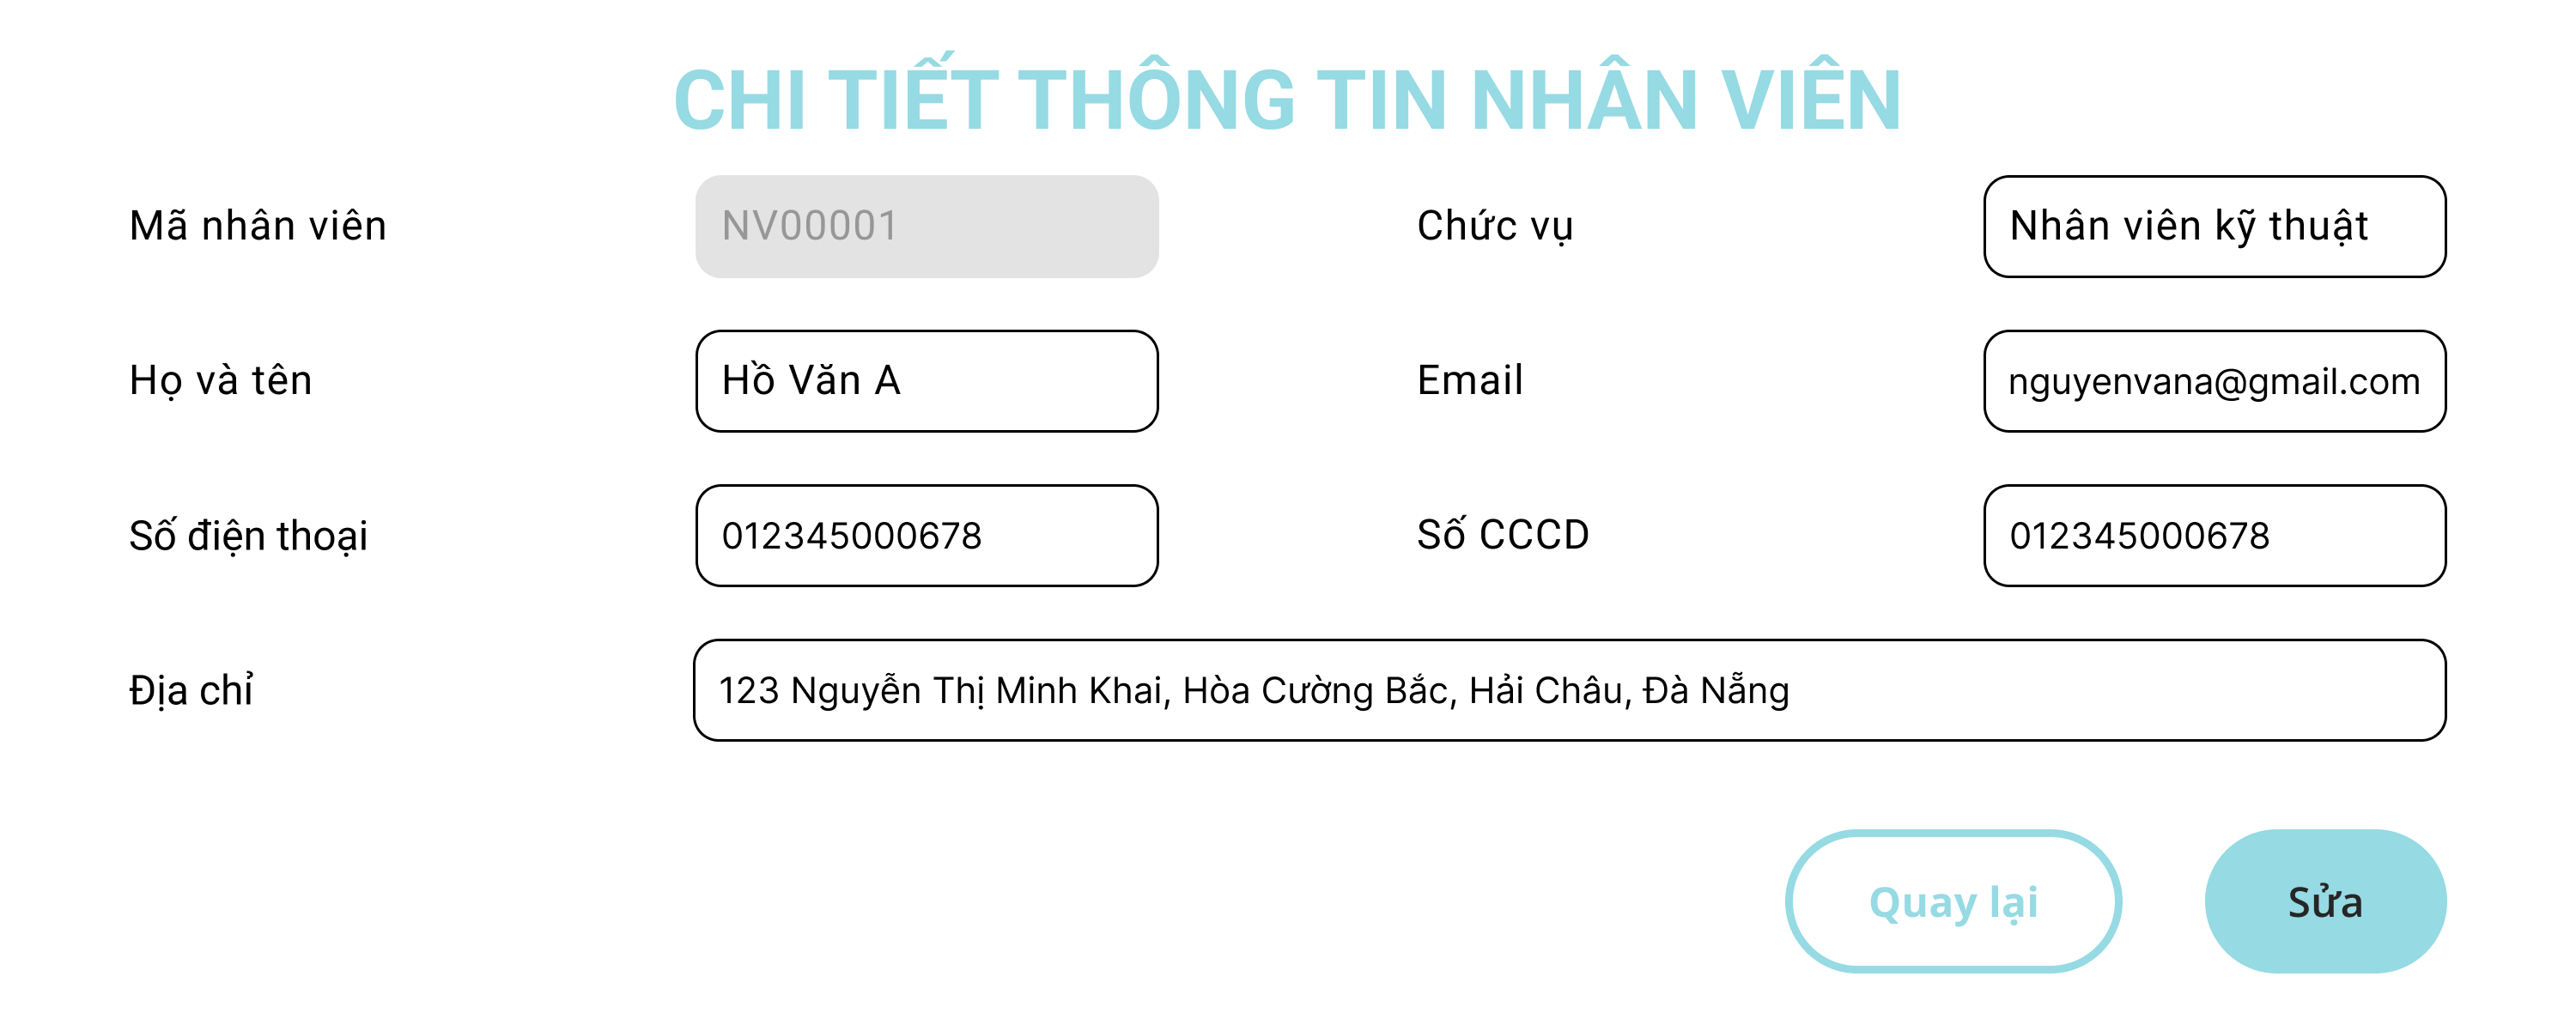 CHI TIẾT THÔNG TIN NHÂN VIÊN
Mã nhân viên NV00001 Chức vụ Nhân viên kỹ thuật
Họ và tên Hồ Văn A Email nguyenvana@gmail.com
Số điện thoại 012345000678 Số CCCD 012345000678
Địa chỉ 123 Nguyễn Thị Minh Khai, Hòa Cường Bắc, Hải Châu, Đà Nẵng
Quay lại Sửa